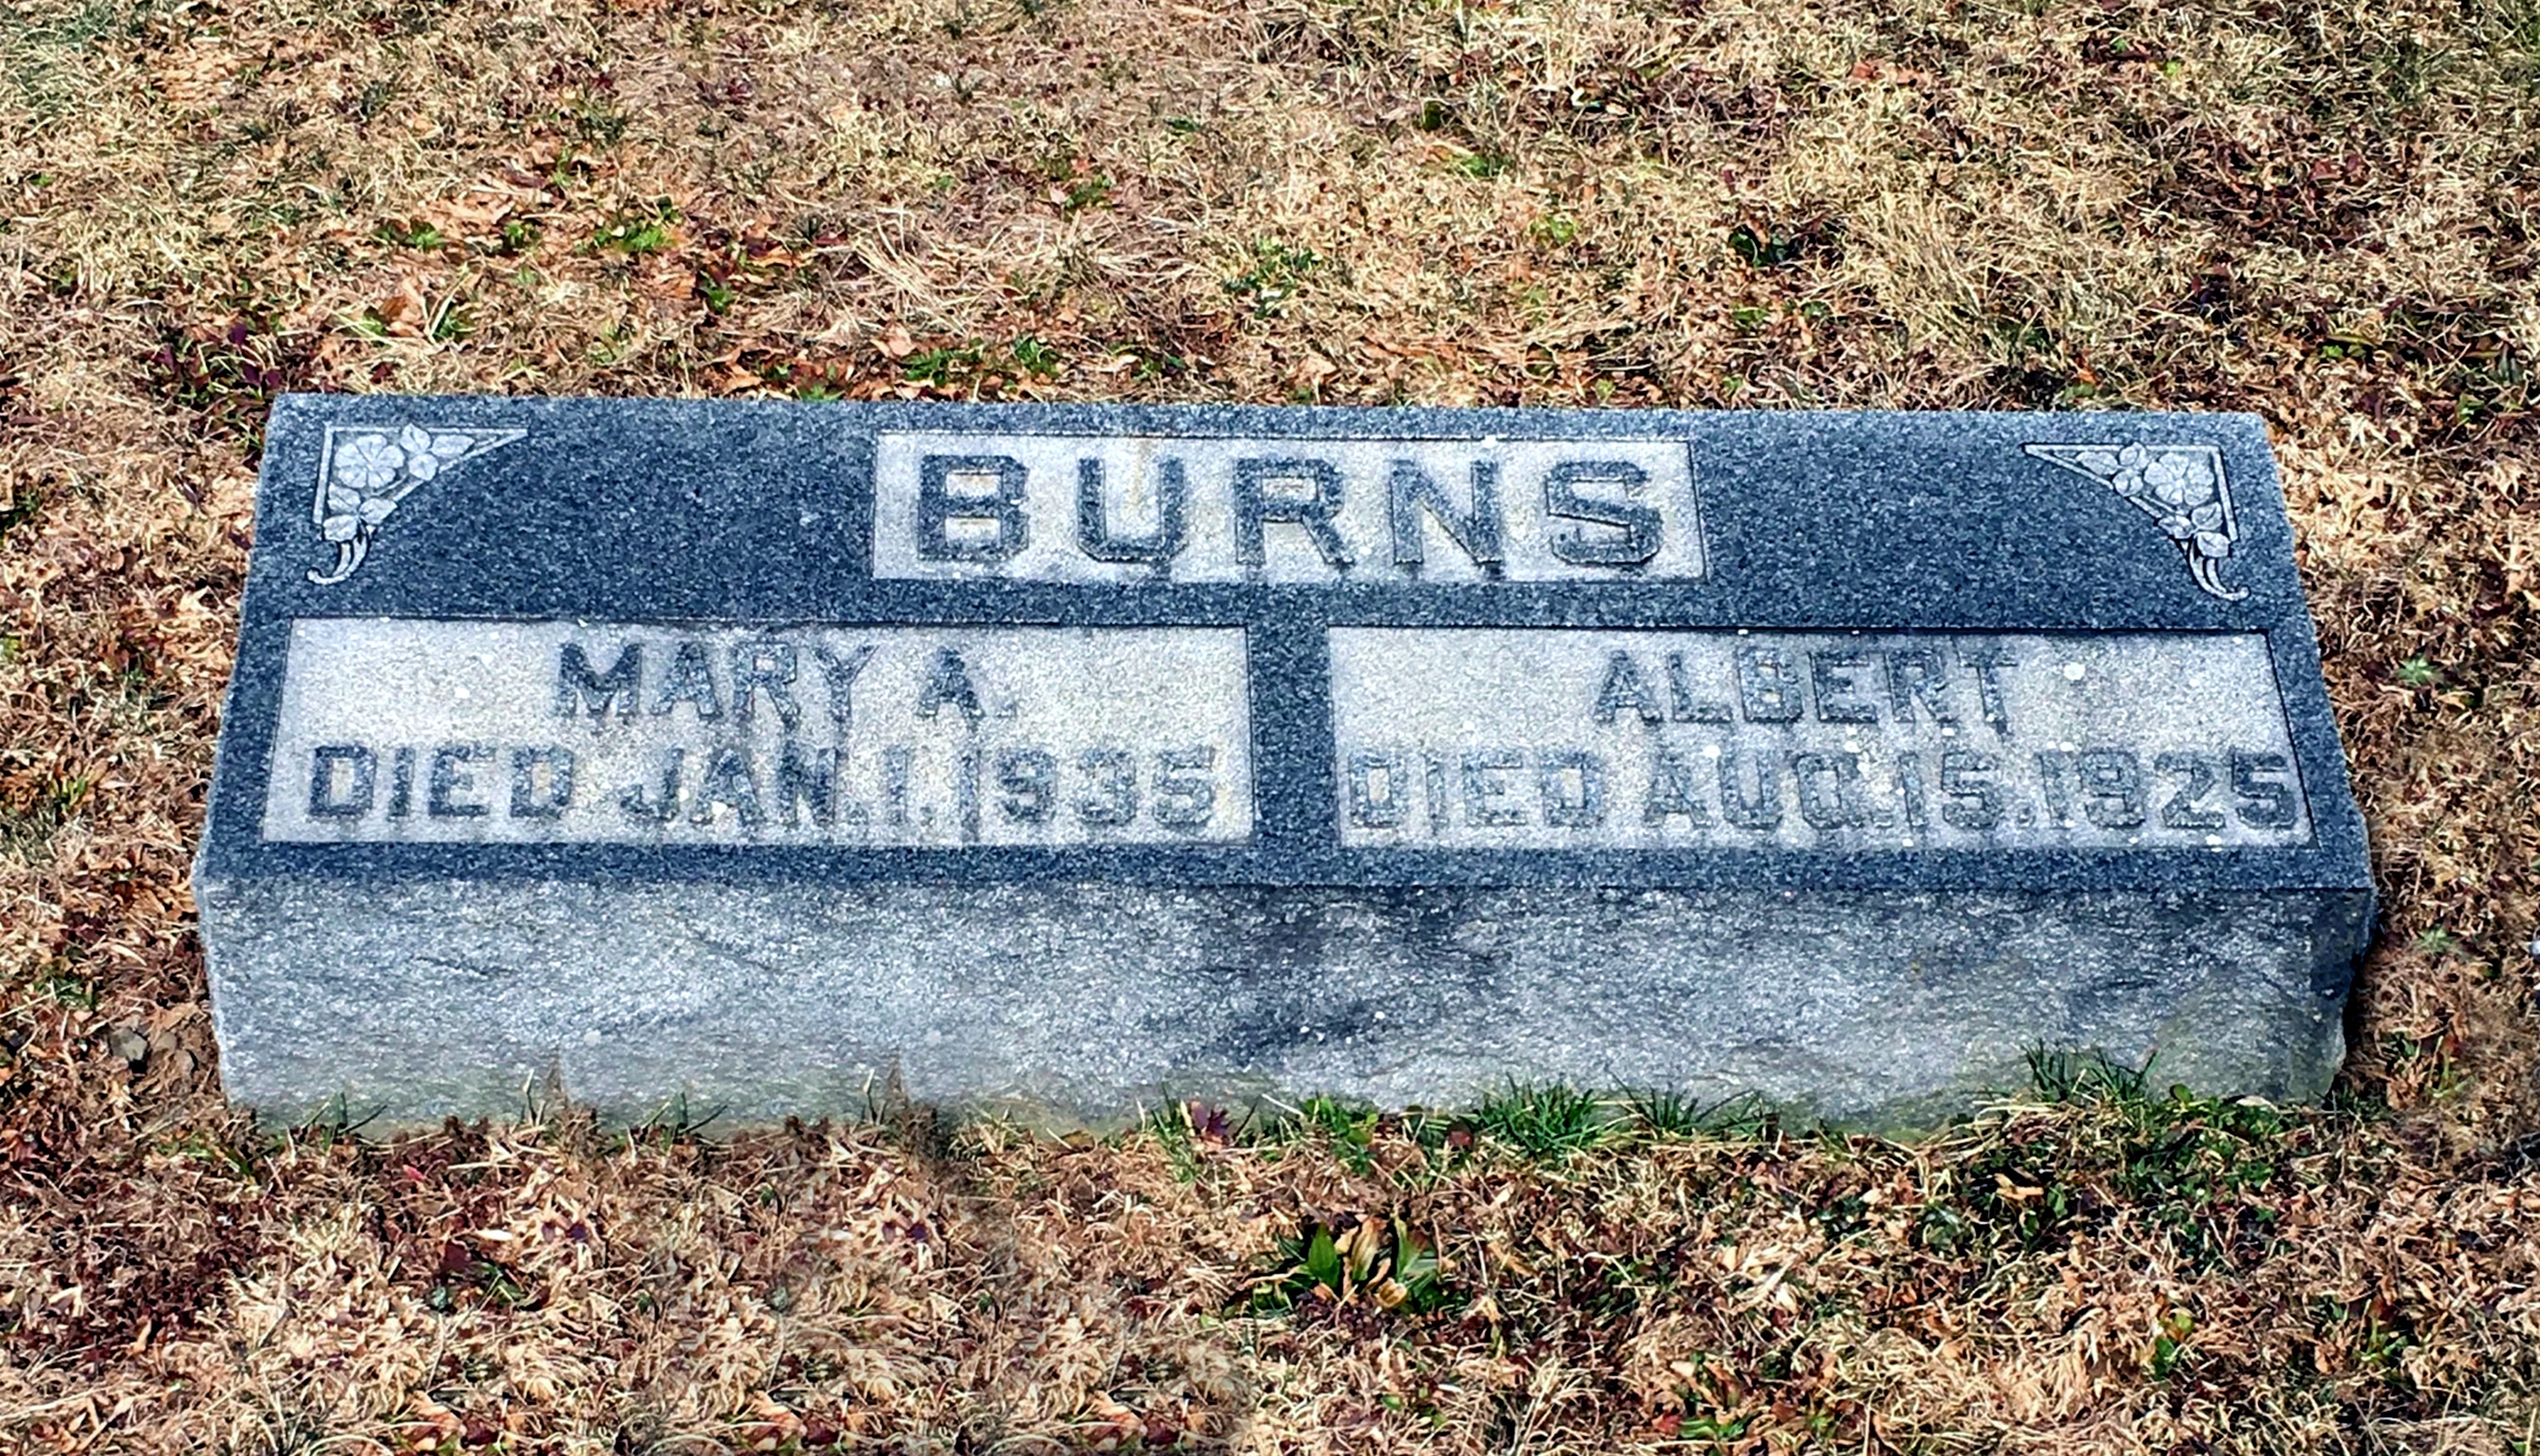 BURNS
MARY A.
DIED JAN. 1. 1935
ALBERT
DIED AUG. 15. 1925